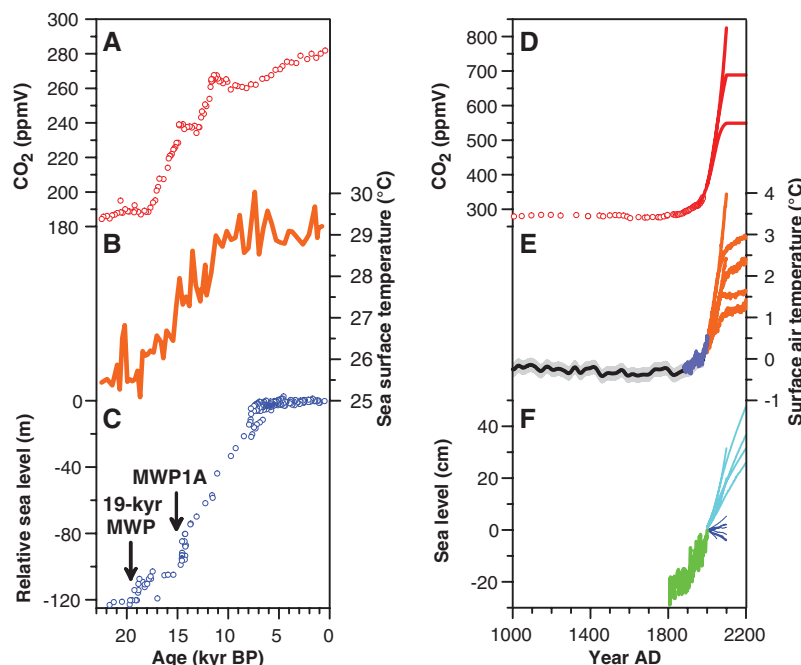 A
CO2 (ppmV)
300
280
260
240
220
200
180
B
Sea surface temperature (°C)
30
29
28
27
26
25
C
Relative sea level (m)
0
-40
-80
-120
19-kyr
MWP
MWP1A
20 15 10 5 0
Age (kyr BP)
D
CO2 (ppmV)
800
700
600
500
400
300
E
Surface air temperature (°C)
4
3
2
1
0
-1
F
Sea level (cm)
40
20
0
-20
1000 1400 1800 2200
Year AD